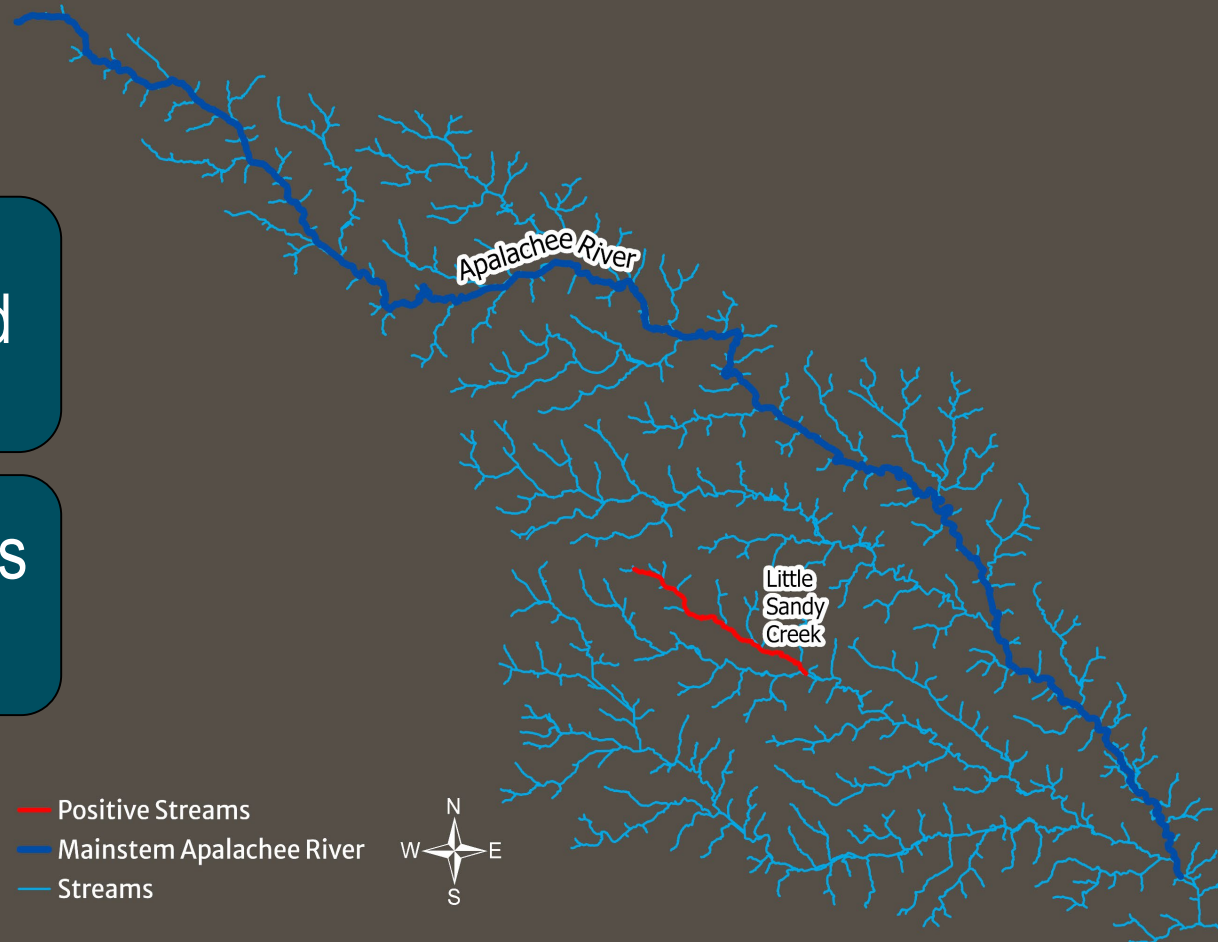 d
s
Apalachee River
Little
Sandy
Creek
Positive Streams
Mainstem Apalachee River
Streams
N
W E
S